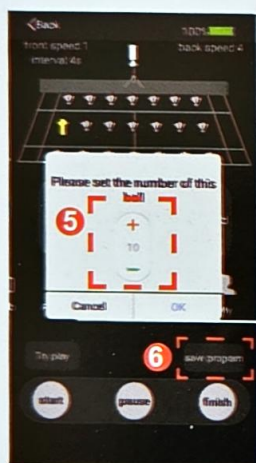 Back
100%
front speed:1
back speed:4
interval:4s
Please set the number of this
ball
5
+
10
−
Cancel
OK
Try play
6
save program
start
pause
finish